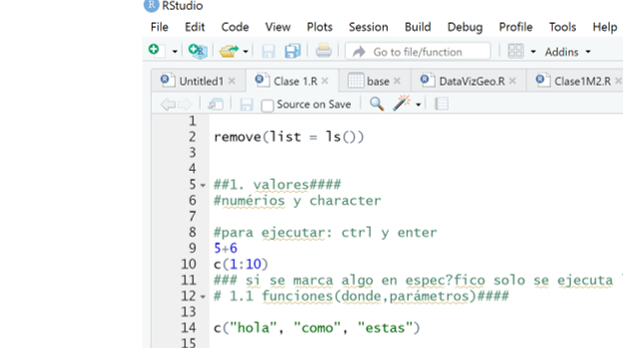 RStudio
File Edit Code View Plots Session Build Debug Profile Tools Help
Go to file/function Addins
Untitled1 Clase 1.R base DataVizGeo.R Clase1M2.R
Source on Save
1
2 remove(list = ls())
3
4
5 ##1. valores####
6 #numérios y character
7
8 #para ejecutar: ctrl y enter
9 5+6
10 c(1:10)
11 ### si se marca algo en espec?fico solo se ejecuta
12 # 1.1 funciones(donde,parámetros)####
13
14 c("hola", "como", "estas")
15